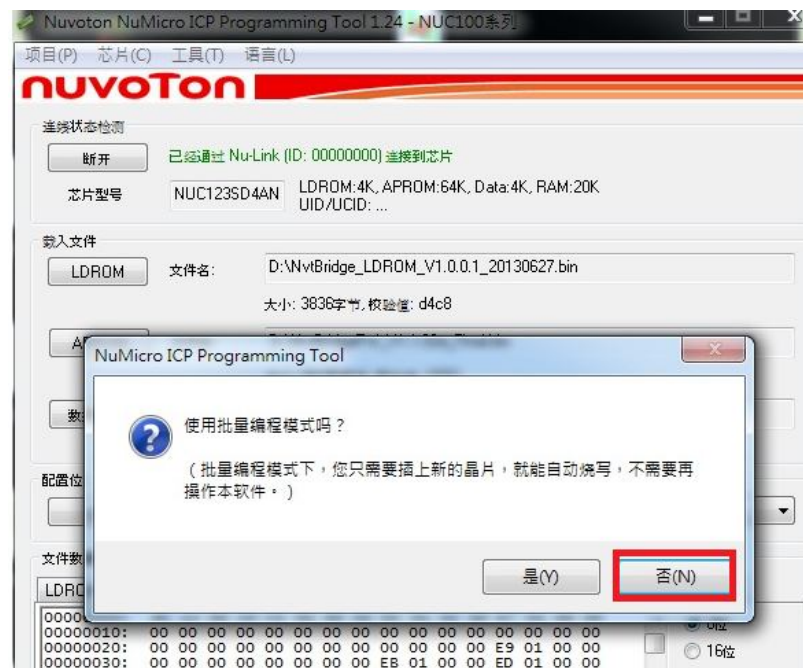 Nuvoton NuMicro ICP Programming Tool 1.24 - NUC100系列
项目(P) 芯片(C) 工具(T) 语言(L)
nuvoTon
连接状态检测
断开 已经通过 Nu-Link (ID: 00000000) 连接到芯片
芯片型号 NUC123SD4AN LDROM:4K, APROM:64K, Data:4K, RAM:20K
UID/UCID: ...
载入文件
LDROM 文件名: D:\NvtBridge_LDROM_V1.0.0.1_20130627.bin
大小: 3836字节, 校验值: d4c8
NuMicro ICP Programming Tool
使用批量编程模式吗？
（批量编程模式下，您只需要插上新的晶片，就能自动烧写，不需要再
操作本软件。）
是(Y) 否(N)
配置位
文件数
00000010: 00 00 00 00 00 00 00 00 00 00 00 00 00 00 00 00
00000020: 00 00 00 00 00 00 00 00 00 00 00 00 E9 01 00 00
00000030: 00 00 00 00 00 00 00 00 EB 01 00 00 ED 01 00 00
16位